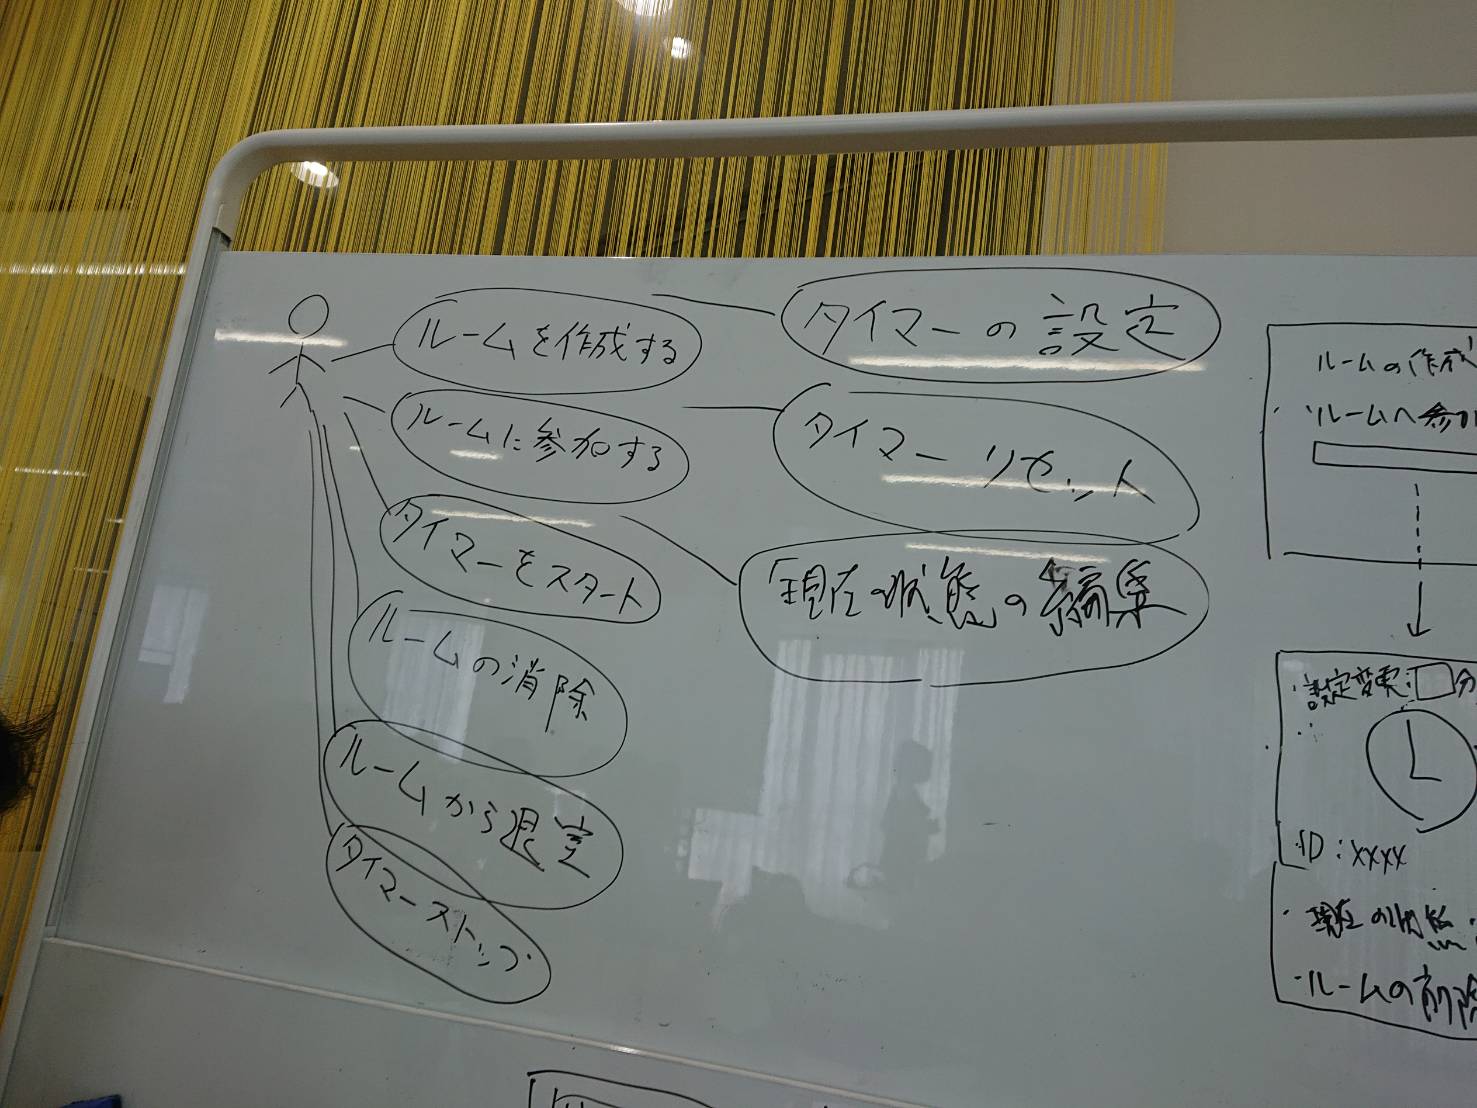 ルームを作成する
ルームに参加する
タイマーをスタート
ルームの消除
ルームから退室
タイマーストップ
タイマーの設定
タイマーリセット
現在の状態の編集
ルームの作成
ルームへ参加
設定変更:
分
ID:xxxx
・現在の状態
・ルームの削除